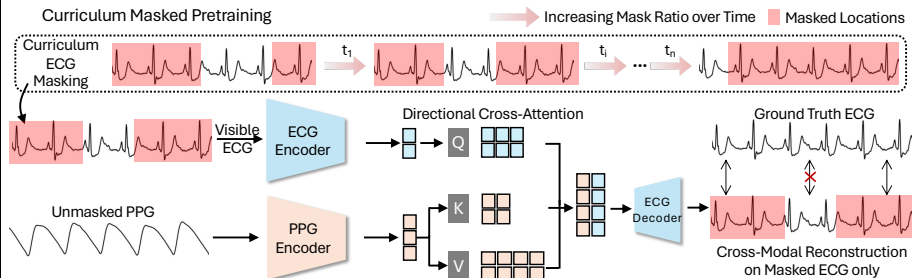 Curriculum Masked Pretraining
Increasing Mask Ratio over Time
Masked Locations
Curriculum
ECG
Masking
t1
ti
...
tn
Visible
ECG
ECG
Encoder
Directional Cross-Attention
Q
Ground Truth ECG
Unmasked PPG
PPG
Encoder
K
V
ECG
Decoder
Cross-Modal Reconstruction
on Masked ECG only